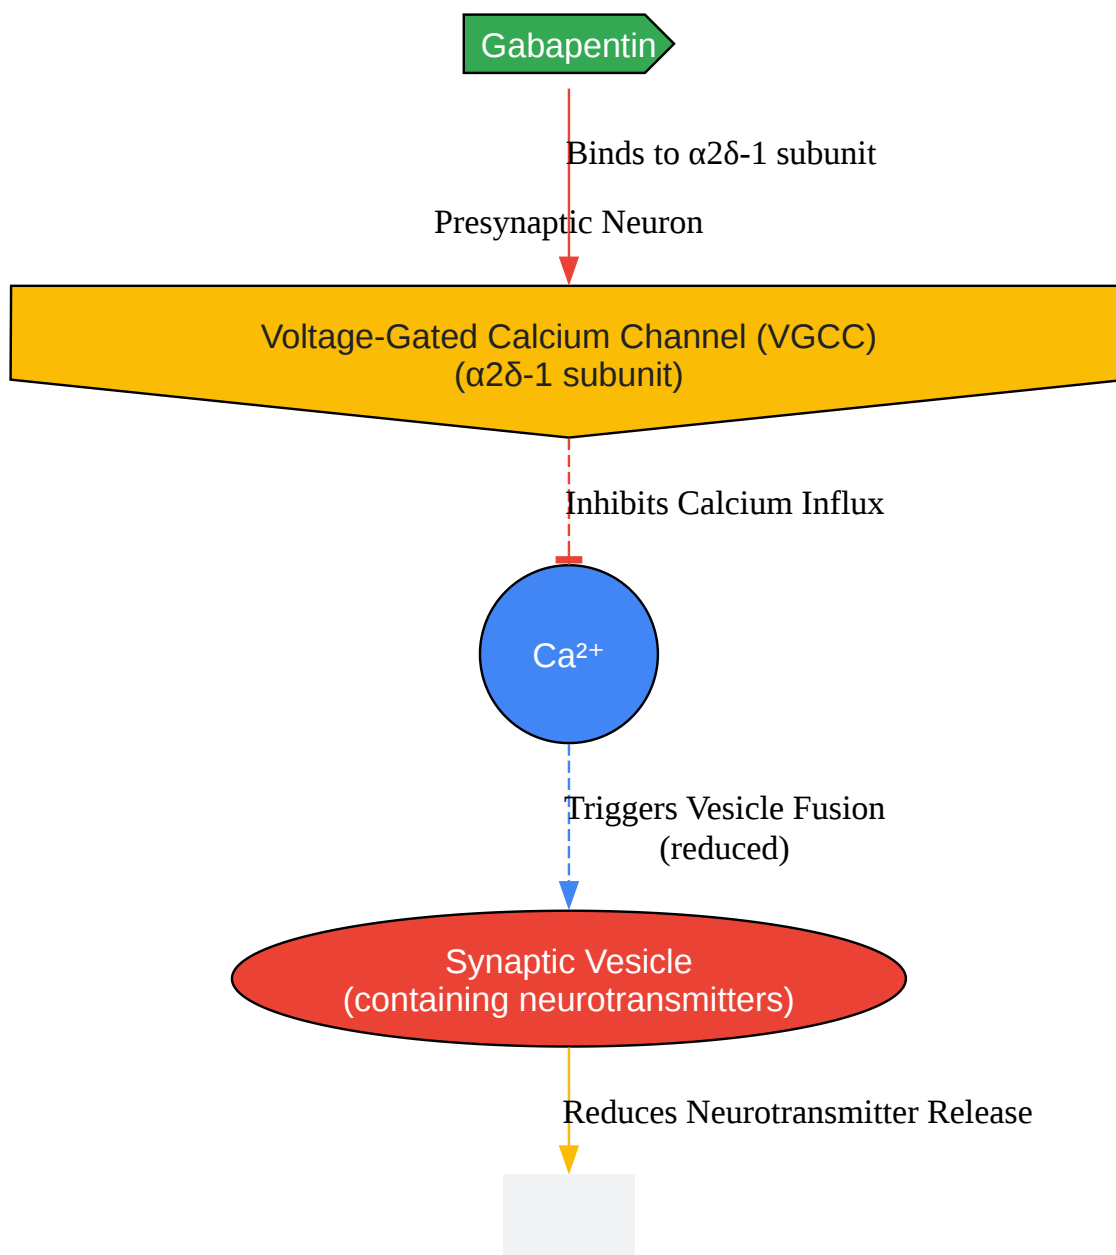 Gabapentin
Binds to α2δ-1 subunit
Presynaptic Neuron
Voltage-Gated Calcium Channel (VGCC)
(α2δ-1 subunit)
Inhibits Calcium Influx
Ca²⁺
Triggers Vesicle Fusion
(reduced)
Synaptic Vesicle
(containing neurotransmitters)
Reduces Neurotransmitter Release